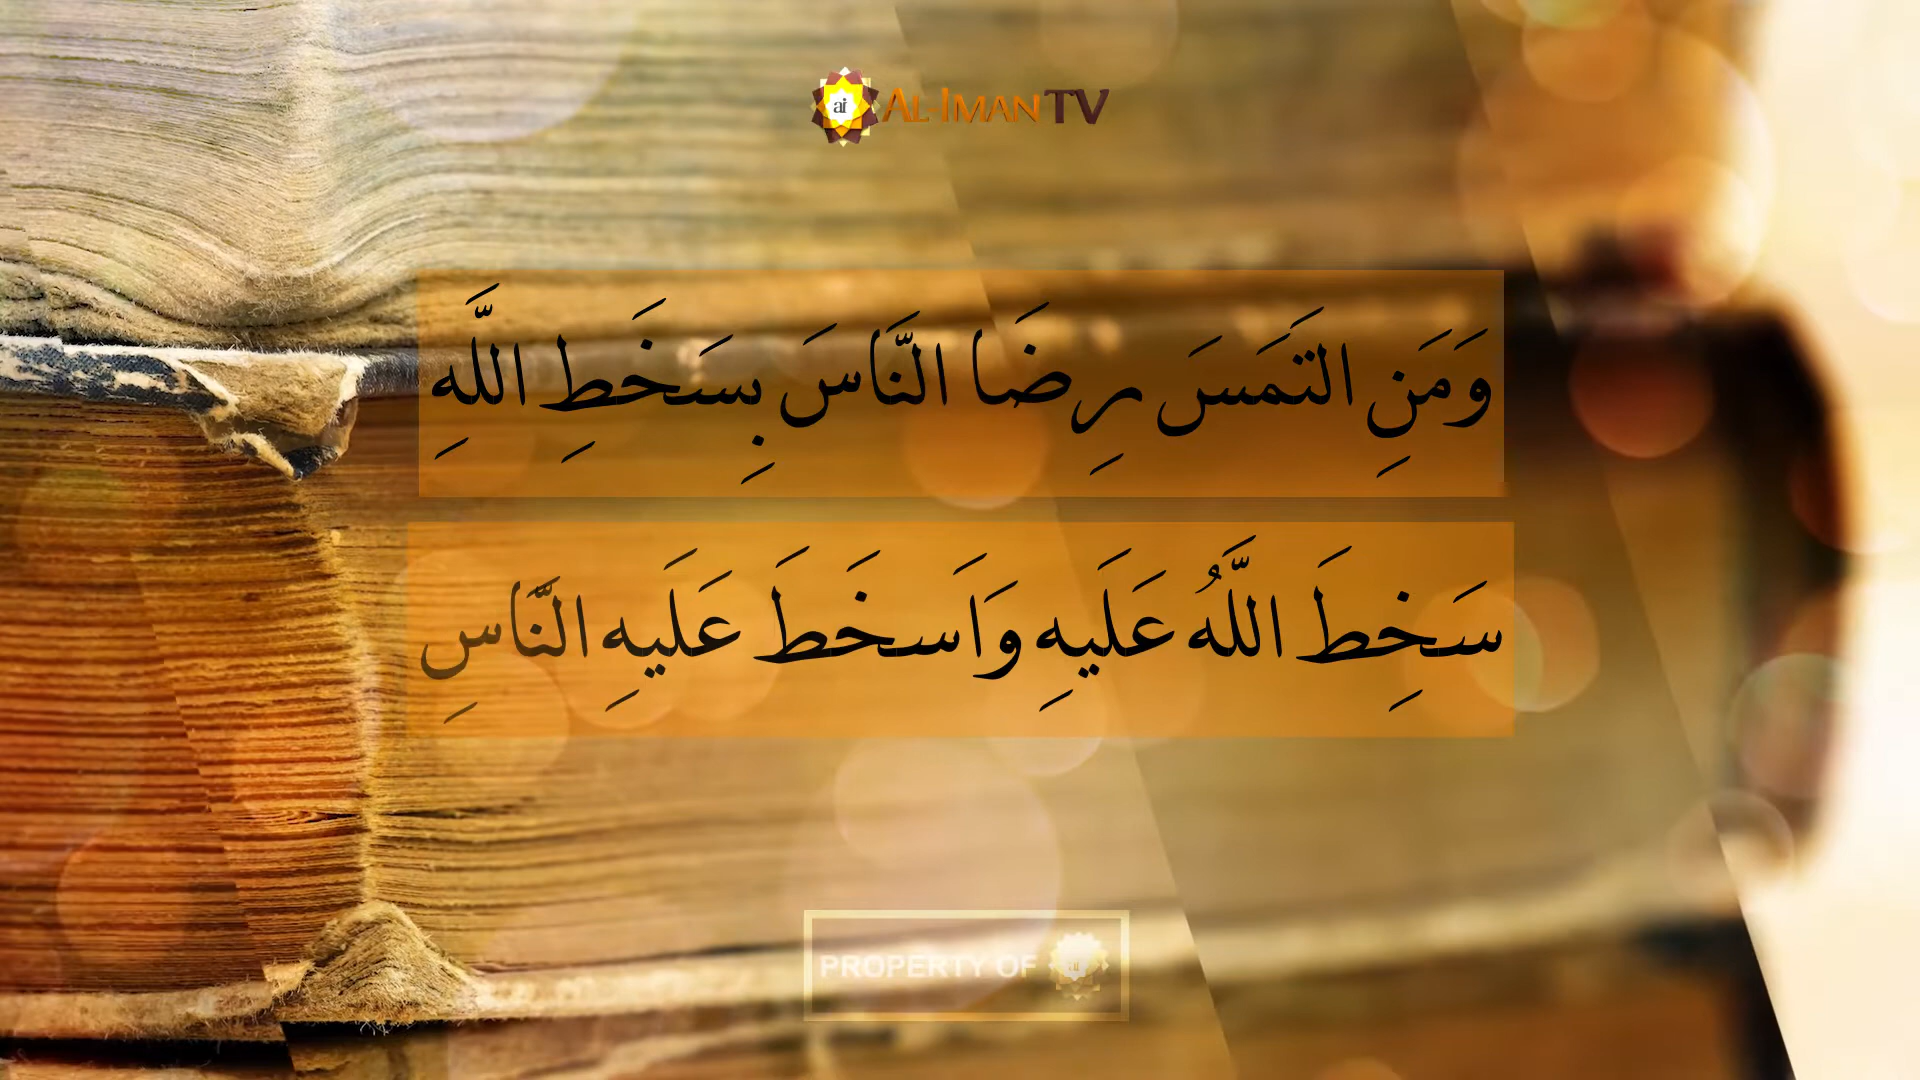 AL-IMAN TV
وَمَنِ التَمَسَ رِضَا النَّاسَ بِسَخَطِ اللَّهِ
سَخِطَ اللَّهُ عَلَيهِ وَاَسخَطَ عَلَيهِ النَّاسِ
PROPERTY OF